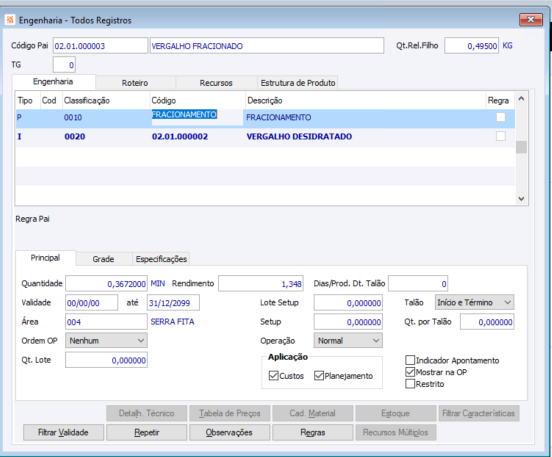 Engenharia - Todos Registros
Código Pai 02.01.000003 VERGALHO FRACIONADO Qt.Rel.Filho 0,49500 KG
TG 0
Engenharia Roteiro Recursos Estrutura de Produto
Tipo Cod Classificação Código Descrição Regra
P 0010 FRACIONAMENTO FRACIONAMENTO
I 0020 02.01.000002 VERGALHO DESIDRATADO
Regra Pai
Principal Grade Especificações
Quantidade 0,3672000 MIN Rendimento 1,348 Dias/Prod. Dt. Talão 0
Validade 00/00/00 até 31/12/2099 Lote Setup 0,000000 Talão Início e Término
Área 004 SERRA FITA Setup 0,000000 Qt. por Talão 0,000000
Ordem OP Nenhum Operação Normal
Qt. Lote 0,000000 Aplicação
Custos Planejamento
Indicador Apontamento
Mostrar na OP
Restrito
Detalh. Técnico Tabela de Preços Cad. Material Estoque Filtrar Características
Filtrar Validade Repetir Observações Regras Recursos Múltiplos